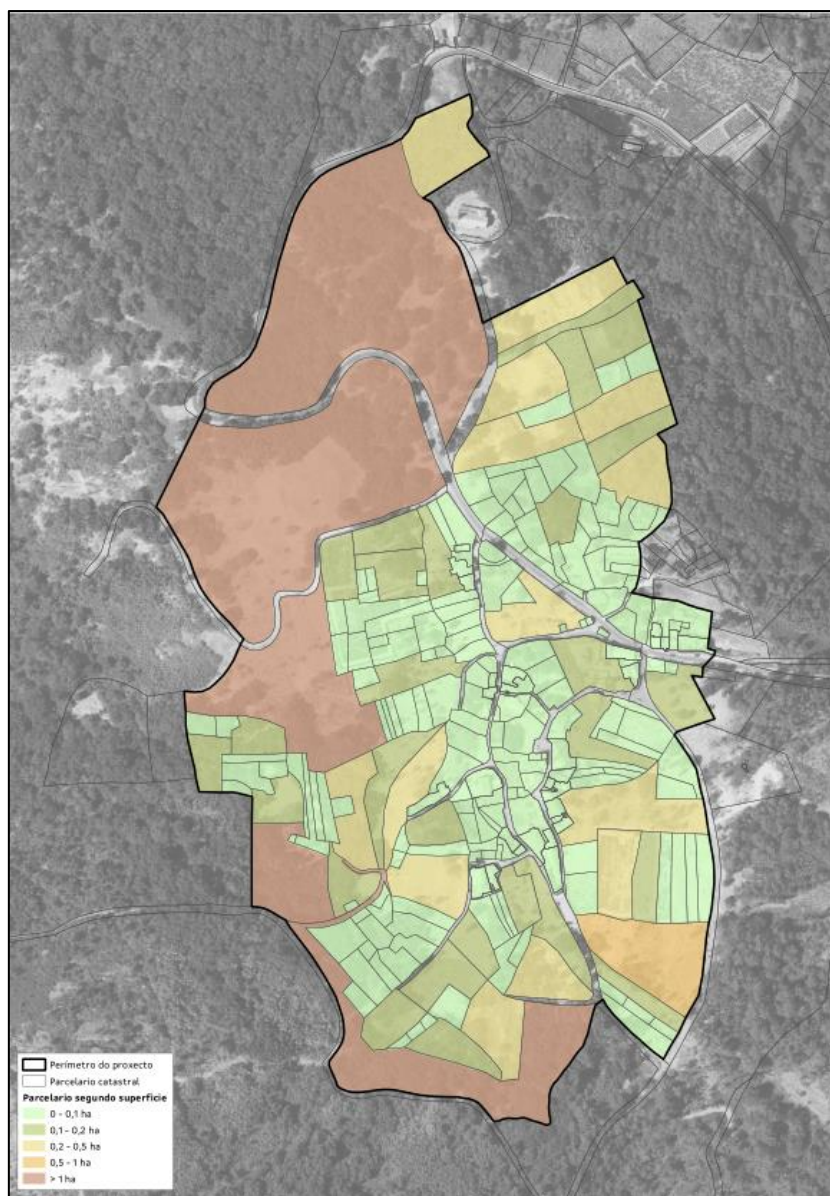 Perímetro do proxecto
Parcelario catastral
Parcelario segundo superficie
0 - 0,1 ha
0,1 - 0,2 ha
0,2 - 0,5 ha
0,5 - 1 ha
> 1 ha